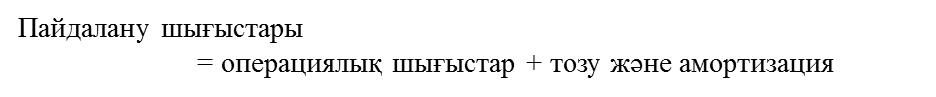 Пайдалану шығыстары
= операциялық шығыстар + тозу және амортизация